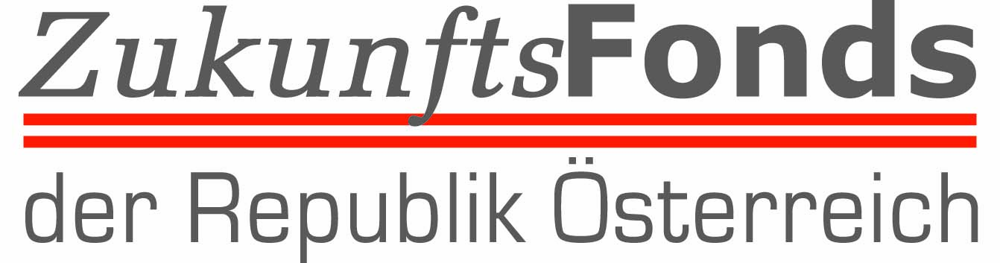 ZukunftsFonds
der Republik Österreich